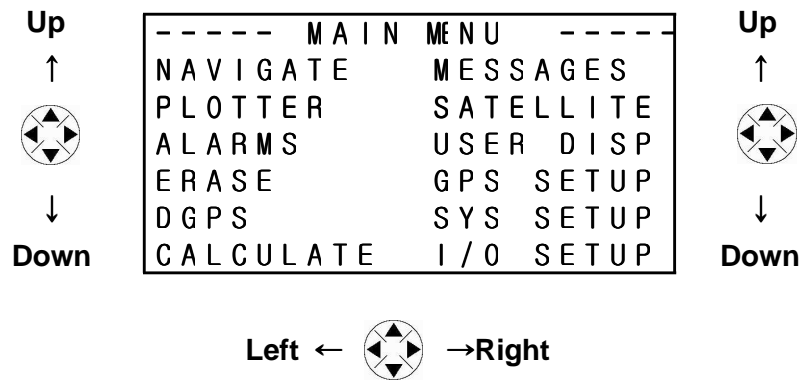 Up Up
↑ ↑
----- MAIN MENU -----
NAVIGATE MESSAGES
PLOTTER SATELLITE
ALARMS USER DISP
ERASE GPS SETUP
DGPS SYS SETUP
CALCULATE I/O SETUP
↓ ↓
Down Down
Left ← →Right